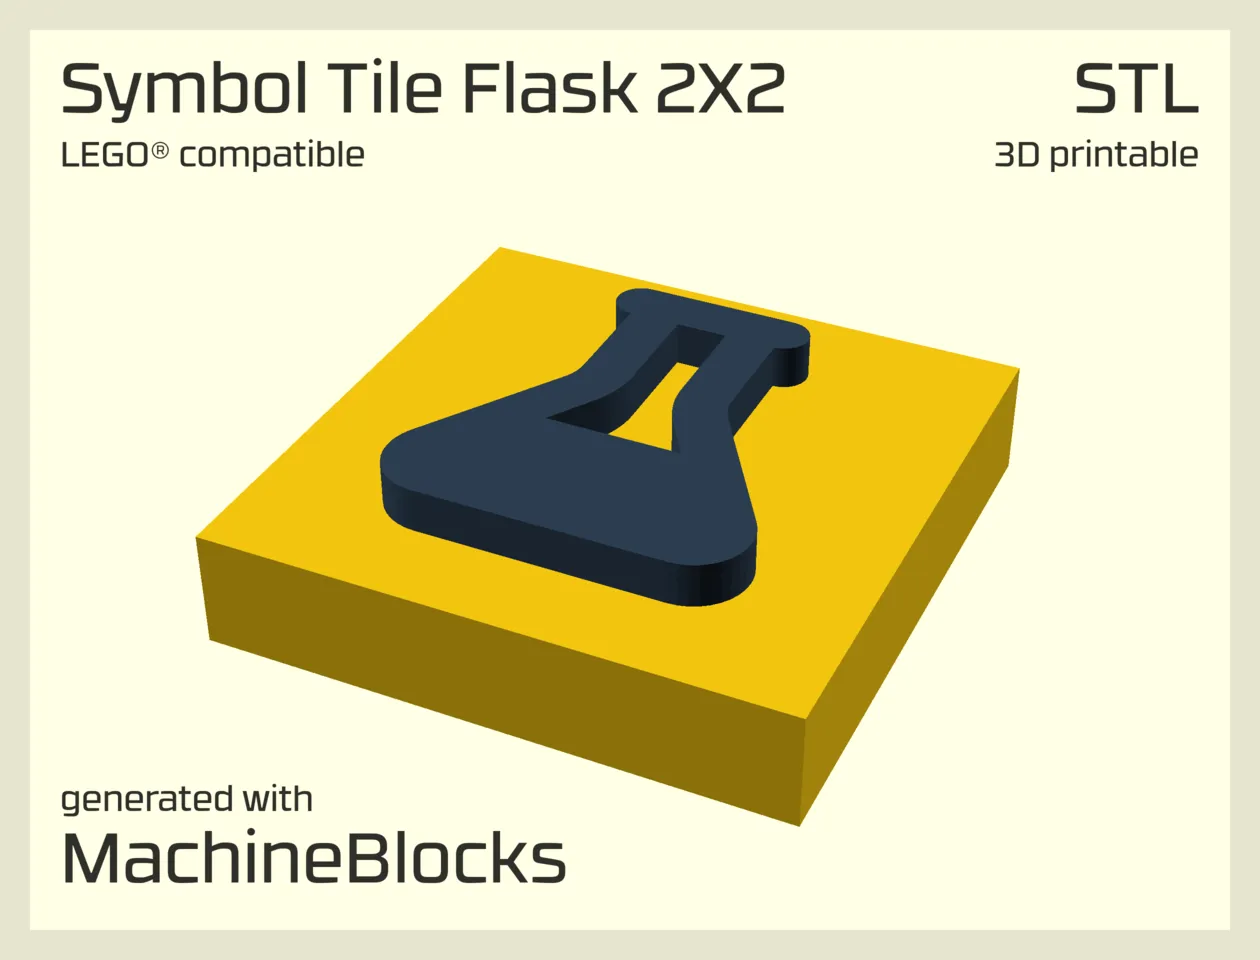 Symbol Tile Flask 2X2
STL
LEGO® compatible
3D printable
generated with
MachineBlocks